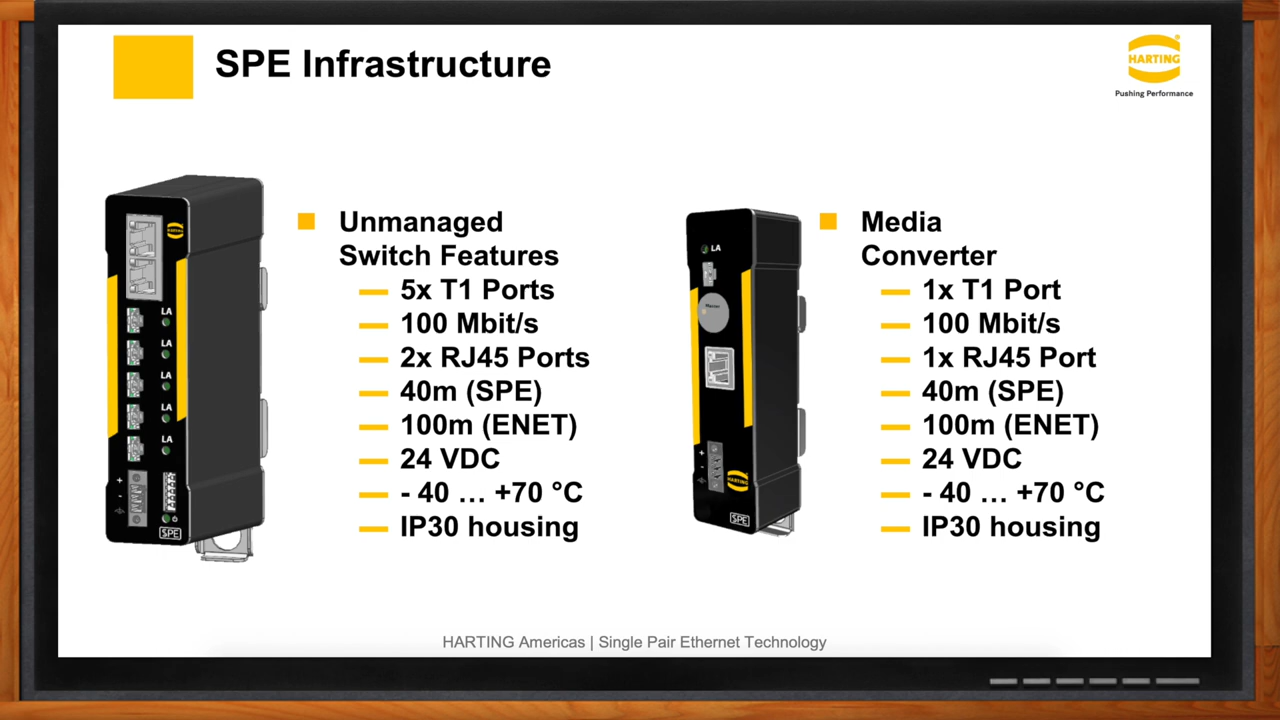 SPE Infrastructure
HARTING
Pushing Performance
Unmanaged
Switch Features
5x T1 Ports
100 Mbit/s
2x RJ45 Ports
40m (SPE)
100m (ENET)
24 VDC
- 40 … +70 °C
IP30 housing
Media
Converter
1x T1 Port
100 Mbit/s
1x RJ45 Port
40m (SPE)
100m (ENET)
24 VDC
- 40 … +70 °C
IP30 housing
HARTING
LA
LA
LA
LA
LA
+
-
SPE
LA
+
-
HARTING
SPE
HARTING Americas | Single Pair Ethernet Technology